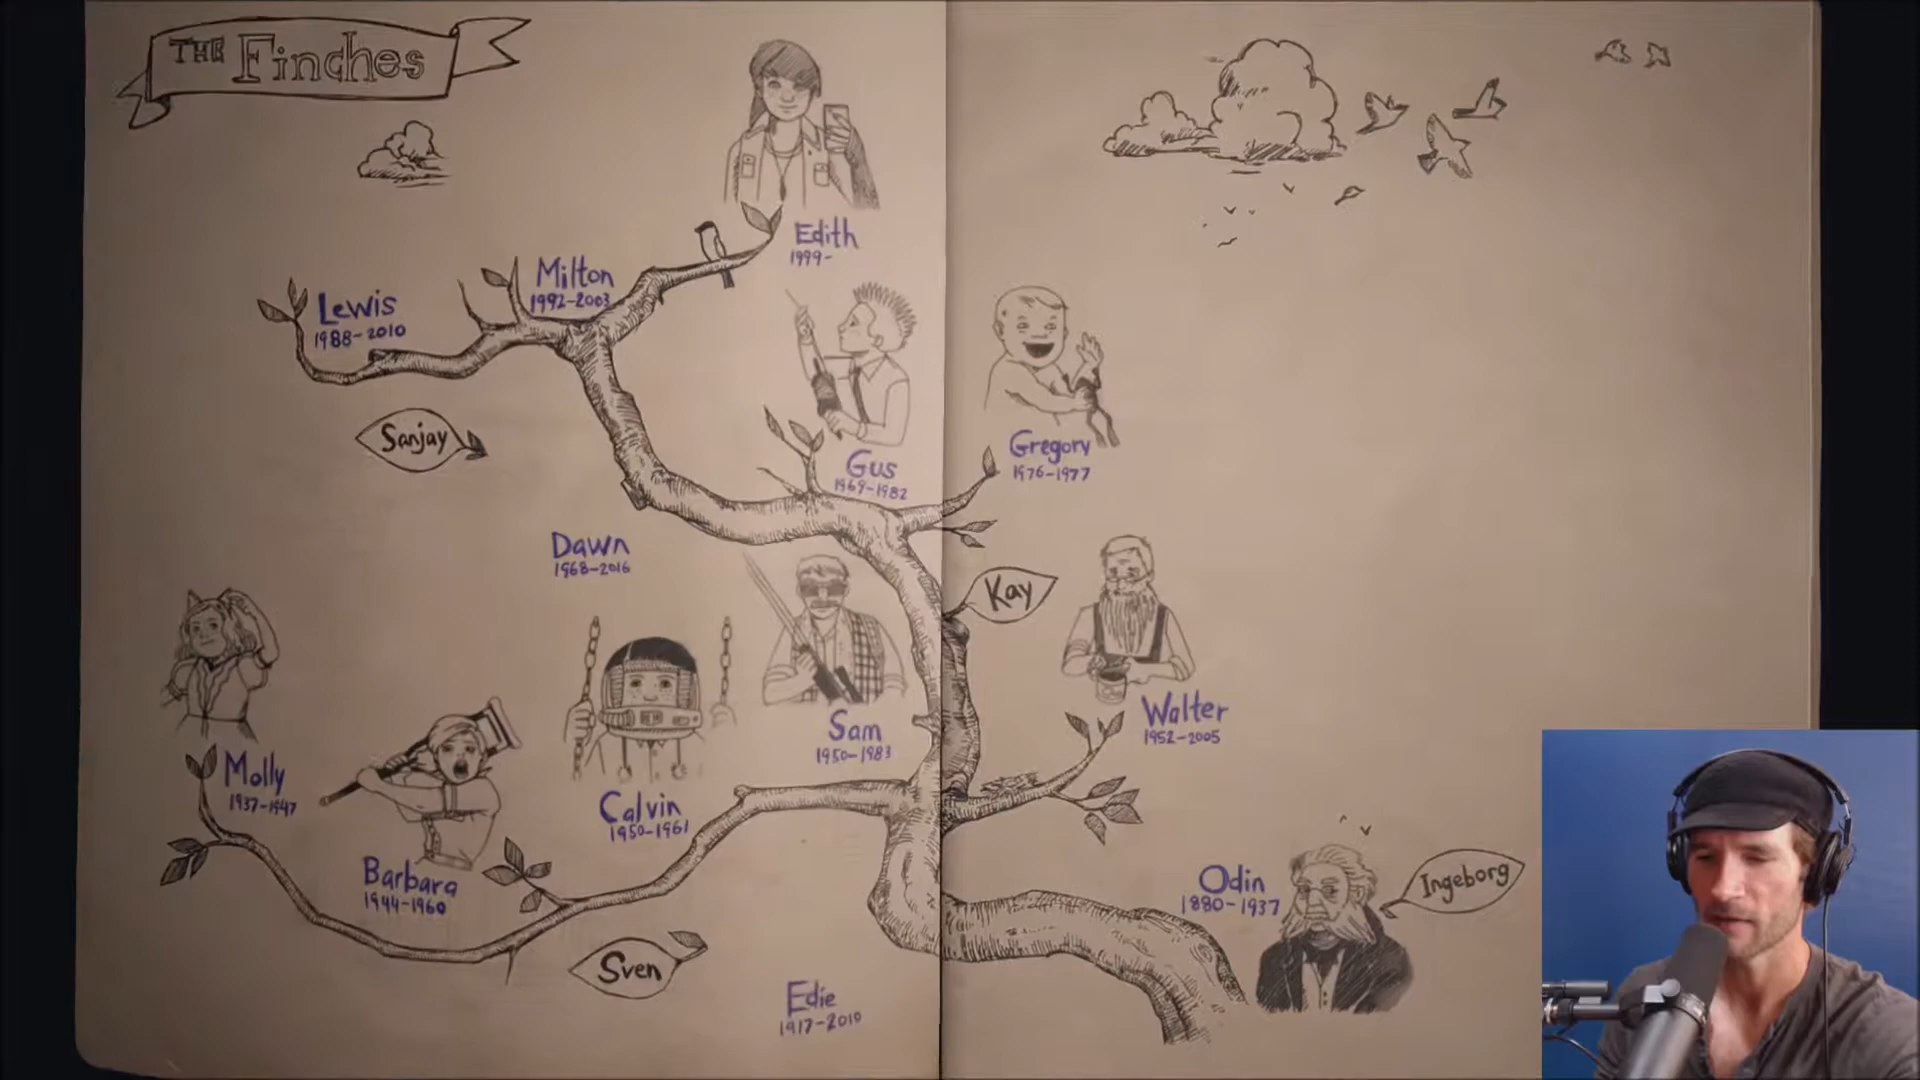 THE Finches
Edith
1999-
Milton
1992-2003
Lewis
1988-2010
Sanjay
Gus
1969-1982
Gregory
1976-1977
Dawn
1968-2016
Kay
Sam
1950-1983
Walter
1952-2005
Molly
1937-1947
Calvin
1950-1961
Barbara
1944-1960
Odin
1880-1937
Ingeborg
Sven
Edie
1917-2010